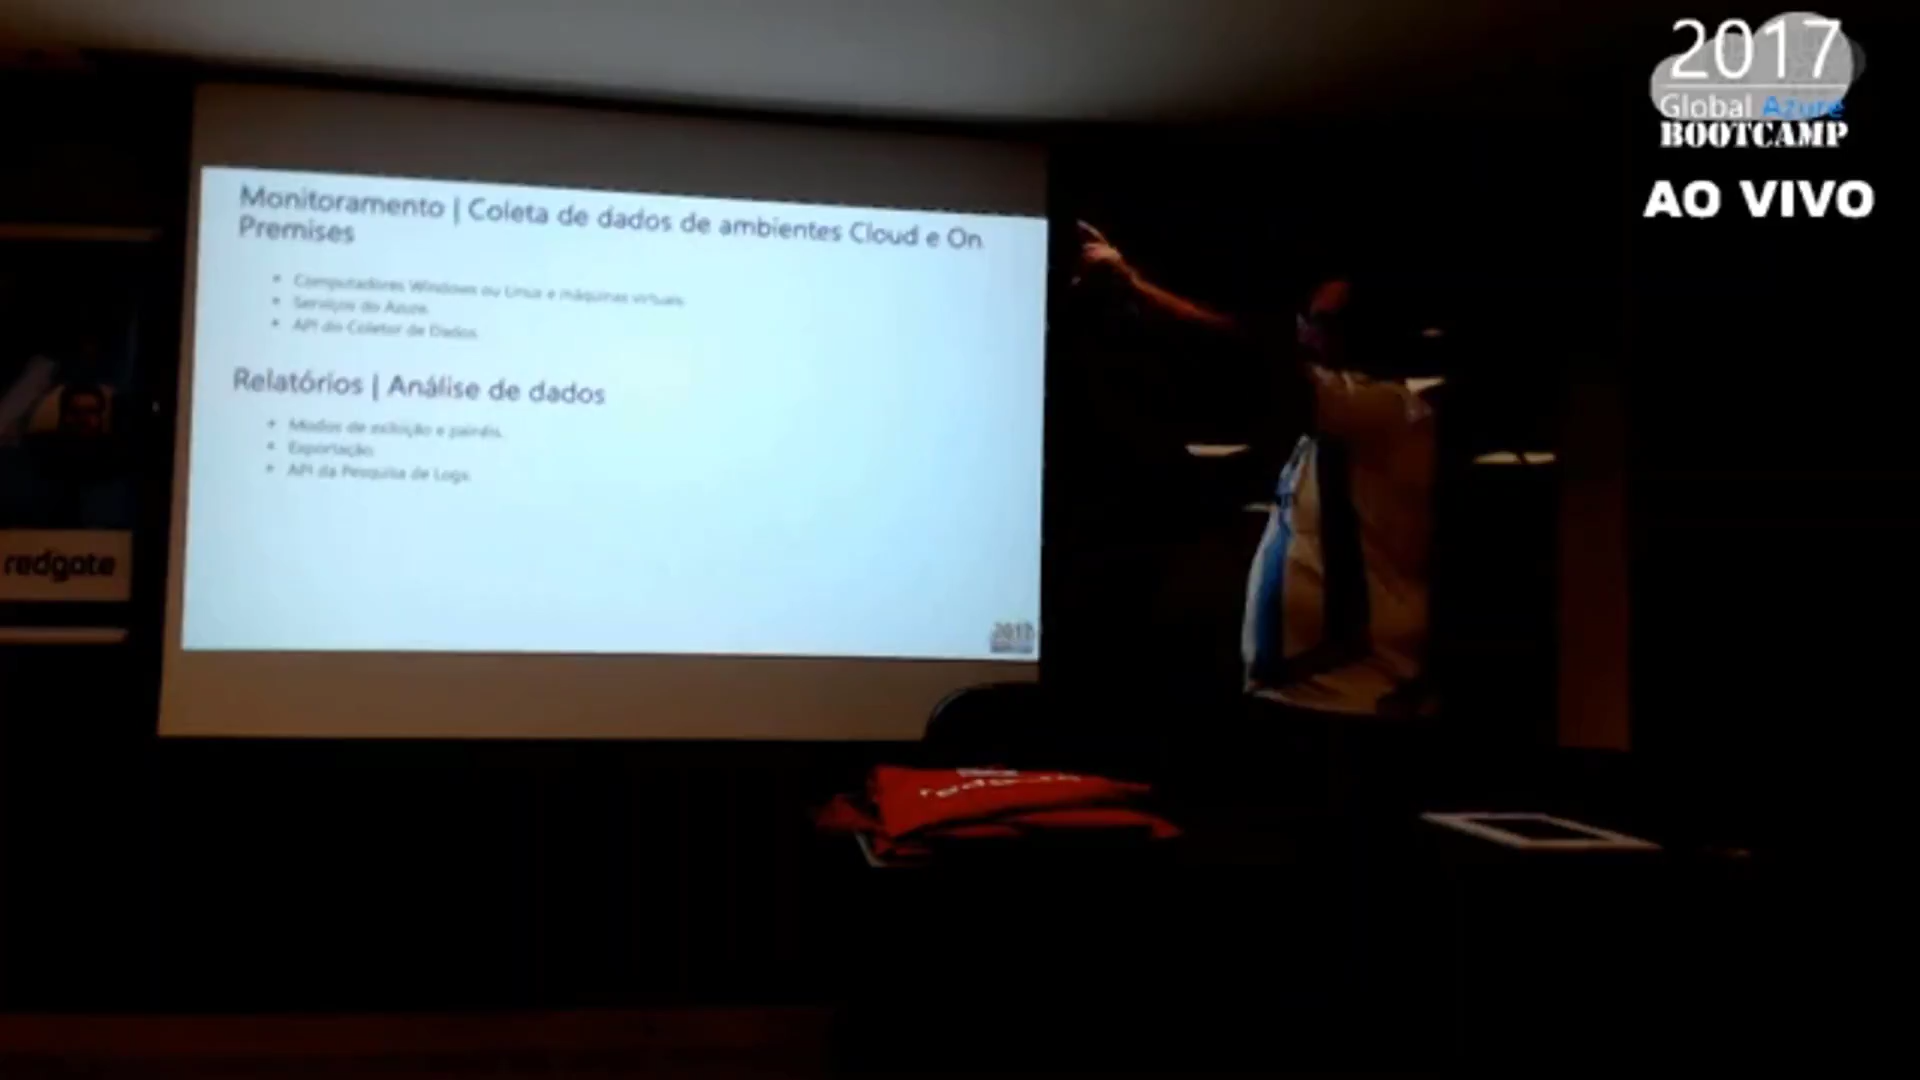 2017
Global Azure
BOOTCAMP
AO VIVO
Monitoramento | Coleta de dados de ambientes Cloud e On
Premises
• Computadores Windows ou Linux e máquinas virtuais.
• Serviços do Azure.
• API do Coletor de Dados.
Relatórios | Análise de dados
• Modos de exibição e painéis.
• Exportação
• API da Pesquisa de Logs.
2017
redgate
redgate